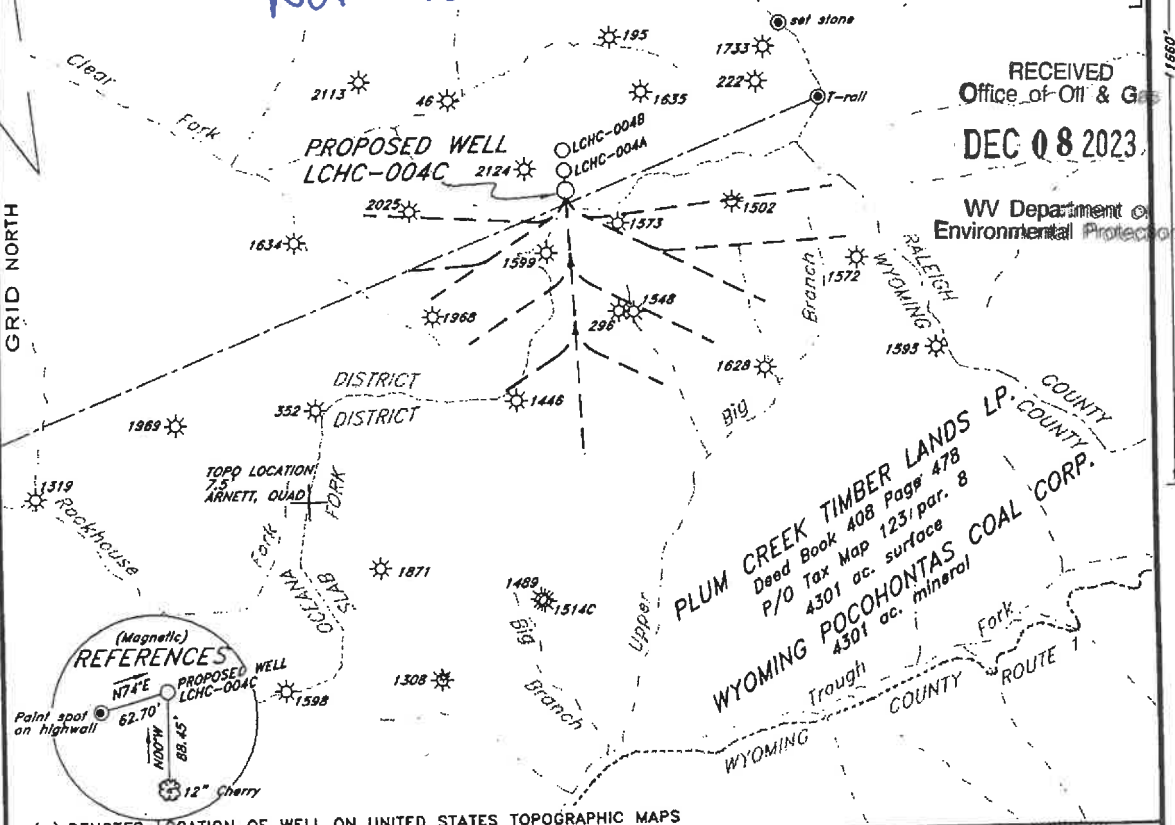 Not
set stone
195
1733
1660'
Clear
Fork
2113
46
222
1635
T-rail
RECEIVED
Office of Oil & G
DEC 08 2023
WV Department o
Environmental Protection
PROPOSED WELL
LCHC-004C
LCHC-004B
LCHC-004A
2124
2025
1573
1502
1634
1599
1572
RALEIGH
WYOMING
GRID NORTH
Branch
1968
296
1548
1595
1628
DISTRICT
DISTRICT
352
1446
Big
COUNTY
COUNTY
1969
TOPO LOCATION
7.5'
ARNETT, QUAD
FORK
1319
Rockhouse
Fork
OCEANA
SLAB
1871
1489
1514C
Big
Branch
Upper
PLUM CREEK TIMBER LANDS LP.
Deed Book 408 Page 478
P/O Tax Map 123/par. 8
4301 ac. surface
WYOMING POCOHONTAS COAL CORP.
4301 ac. mineral
1308
1598
Trough
Fork
WYOMING COUNTY ROUTE 1
(Magnetic)
REFERENCES
PROPOSED WELL
LCHC-004C
N74°E
62.70'
Paint spot
on highwall
N00°W
88.45'
12" Cherry
DENOTES LOCATION OF WELL ON UNITED STATES TOPOGRAPHIC MAPS